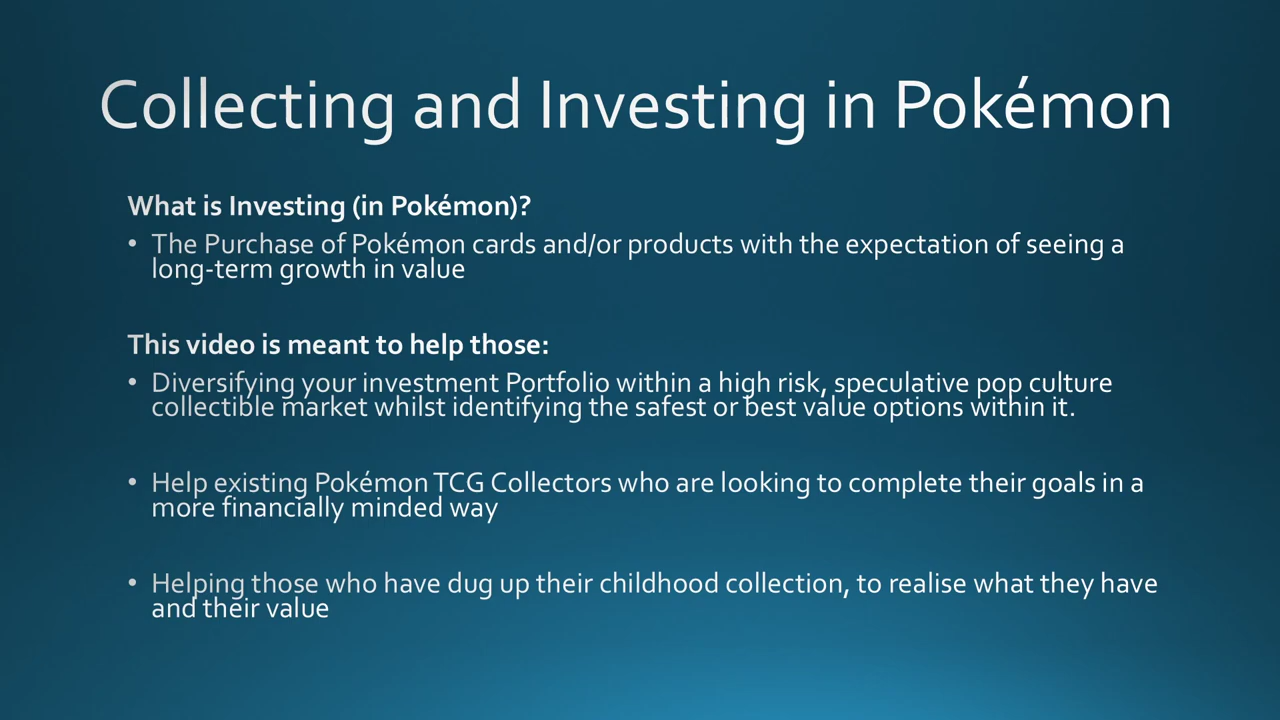 Collecting and Investing in Pokémon
What is Investing (in Pokémon)?
• The Purchase of Pokémon cards and/or products with the expectation of seeing a
long-term growth in value
This video is meant to help those:
• Diversifying your investment Portfolio within a high risk, speculative pop culture
collectible market whilst identifying the safest or best value options within it.
• Help existing Pokémon TCG Collectors who are looking to complete their goals in a
more financially minded way
• Helping those who have dug up their childhood collection, to realise what they have
and their value